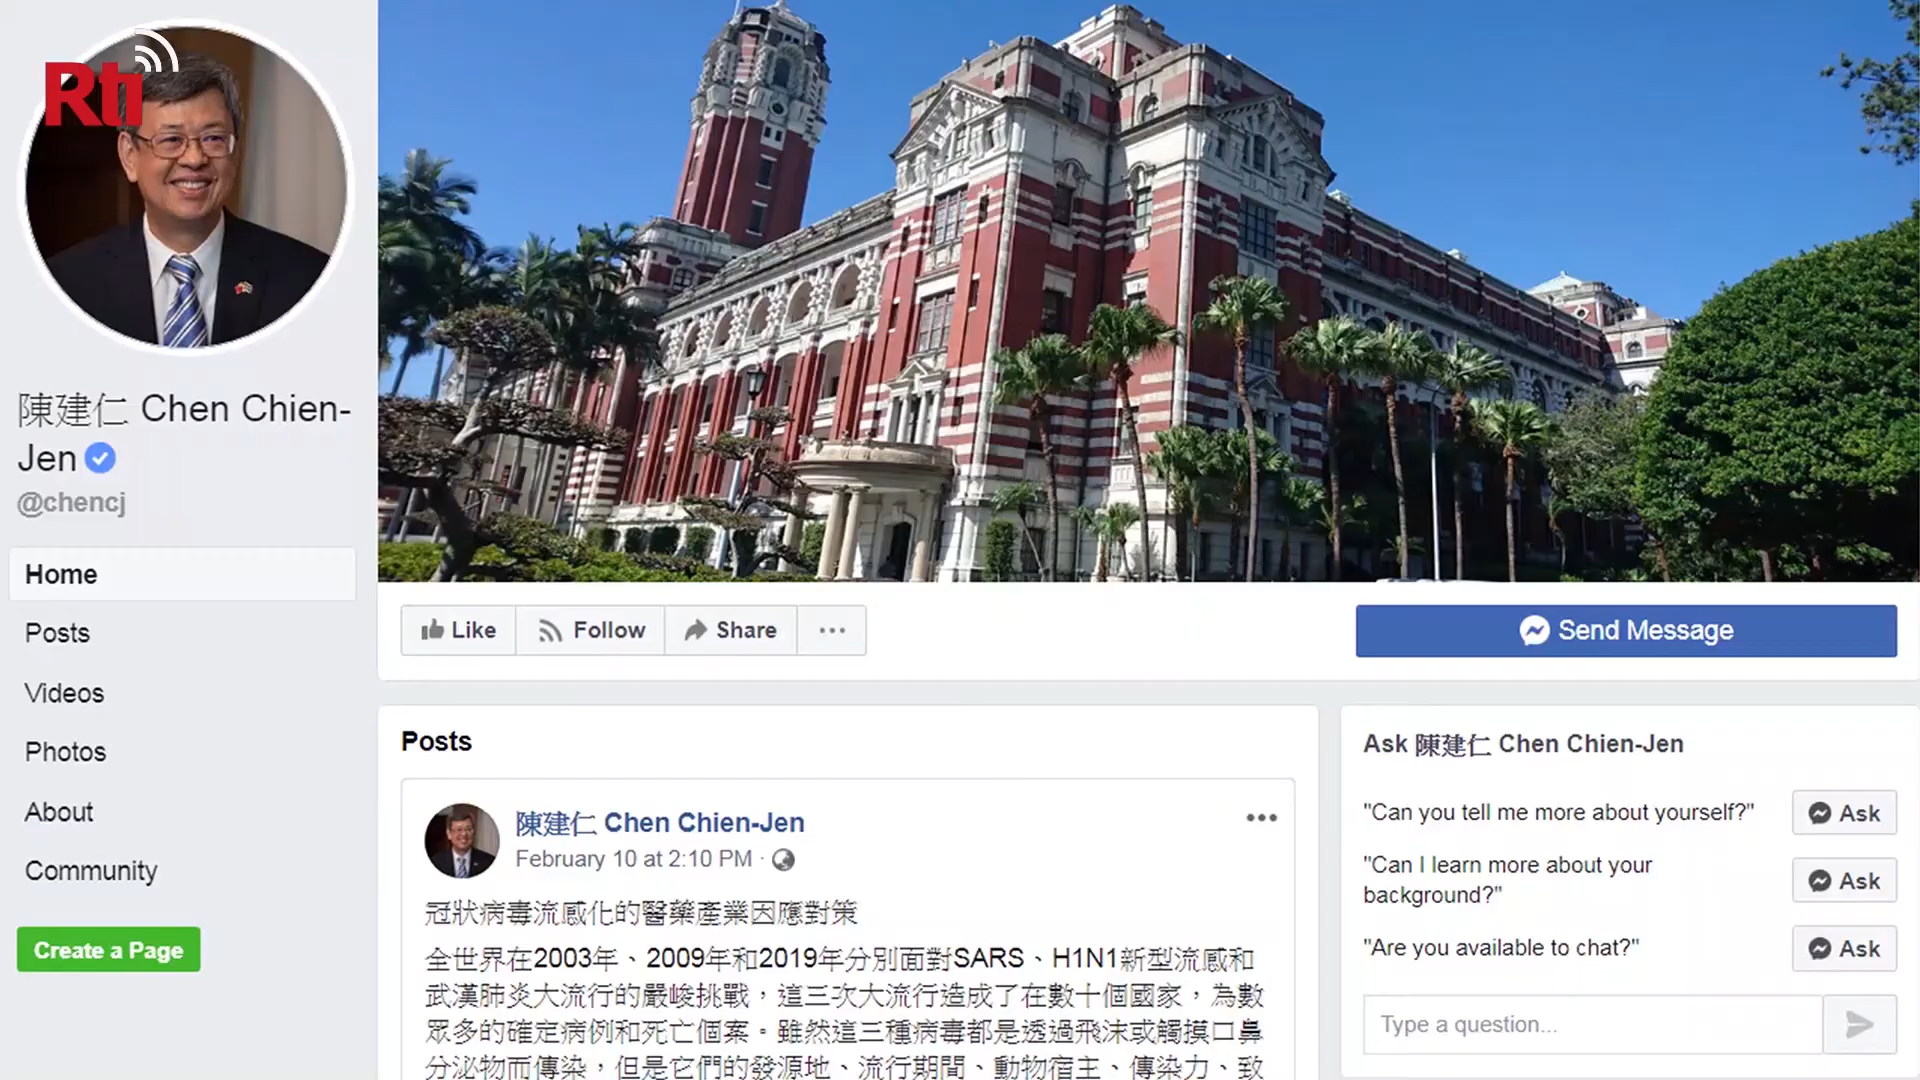 Rti
陳建仁 Chen Chien-
Jen
@chencj
Home
Posts
Videos
Photos
About
Community
Create a Page
Like
Follow
Share
Send Message
Posts
陳建仁 Chen Chien-Jen
February 10 at 2:10 PM ·
冠狀病毒流感化的醫藥產業因應對策
全世界在2003年、2009年和2019年分別面對SARS、H1N1新型流感和
武漢肺炎大流行的嚴峻挑戰，這三次大流行造成了在數十個國家，為數
眾多的確定病例和死亡個案。雖然這三種病毒都是透過飛沫或觸摸口鼻
分泌物而傳染，但是它們的發源地、流行期間、動物宿主、傳染力、致
Ask 陳建仁 Chen Chien-Jen
"Can you tell me more about yourself?"
Ask
"Can I learn more about your
background?"
Ask
"Are you available to chat?"
Ask
Type a question...